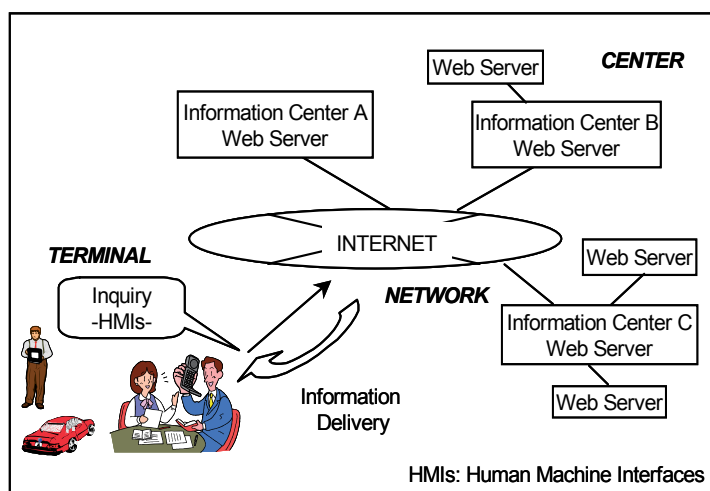 Web Server
CENTER
Information Center A
Web Server
Information Center B
Web Server
INTERNET
TERMINAL
Web Server
Inquiry
-HMIs-
NETWORK
Information Center C
Web Server
Information
Delivery
Web Server
HMIs: Human Machine Interfaces